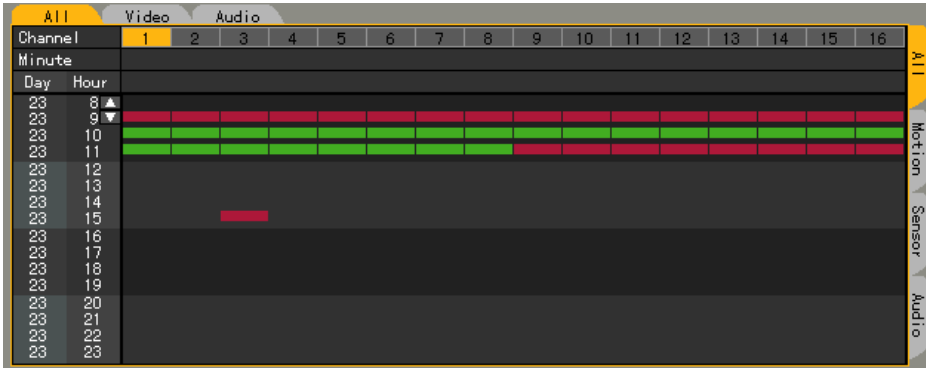 All Video Audio
Channel 1 2 3 4 5 6 7 8 9 10 11 12 13 14 15 16
Minute
Day Hour
23 8
23 9
23 10
23 11
23 12
23 13
23 14
23 15
23 16
23 17
23 18
23 19
23 20
23 21
23 22
23 23
All
Motion
Sensor
Audio